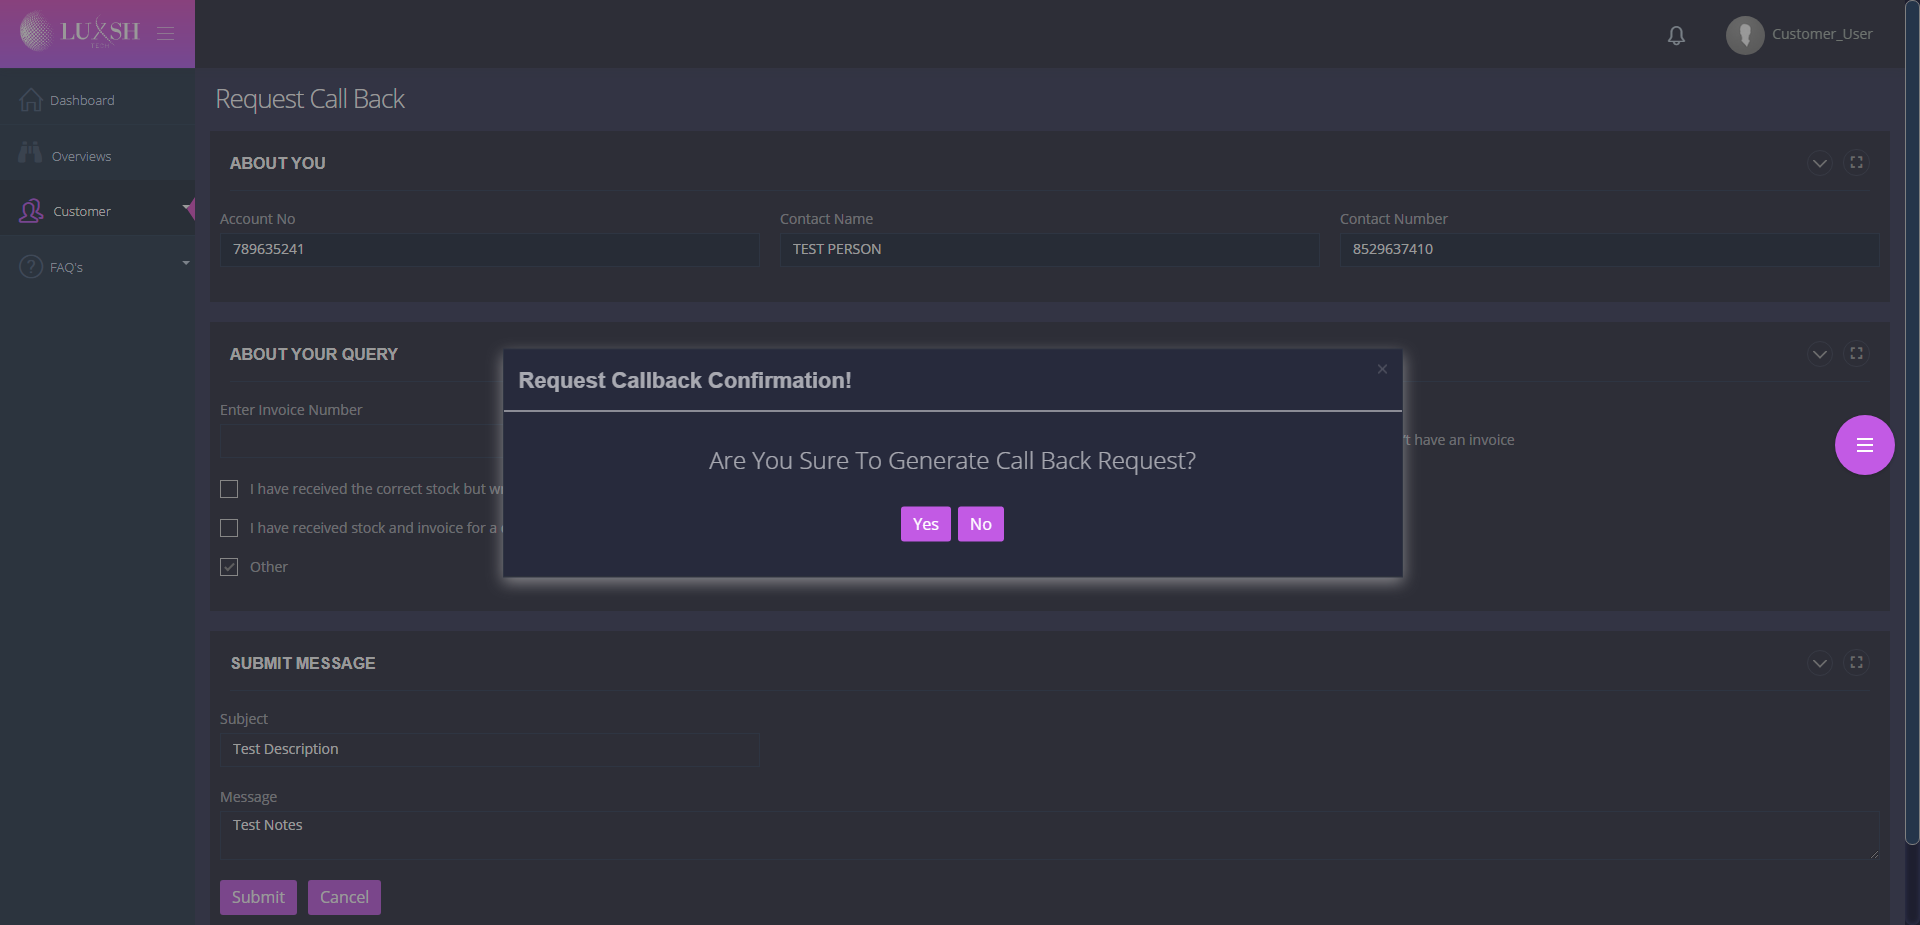 LUXSH
TECH
Customer_User
Dashboard
Overviews
Customer
FAQ's
Request Call Back
ABOUT YOU
Account No
Contact Name
Contact Number
789635241
TEST PERSON
8529637410
ABOUT YOUR QUERY
Enter Invoice Number
't have an invoice
I have received the correct stock but
I have received stock and invoice for a
Other
Request Callback Confirmation!
×
Are You Sure To Generate Call Back Request?
Yes
No
SUBMIT MESSAGE
Subject
Test Description
Message
Test Notes
Submit
Cancel